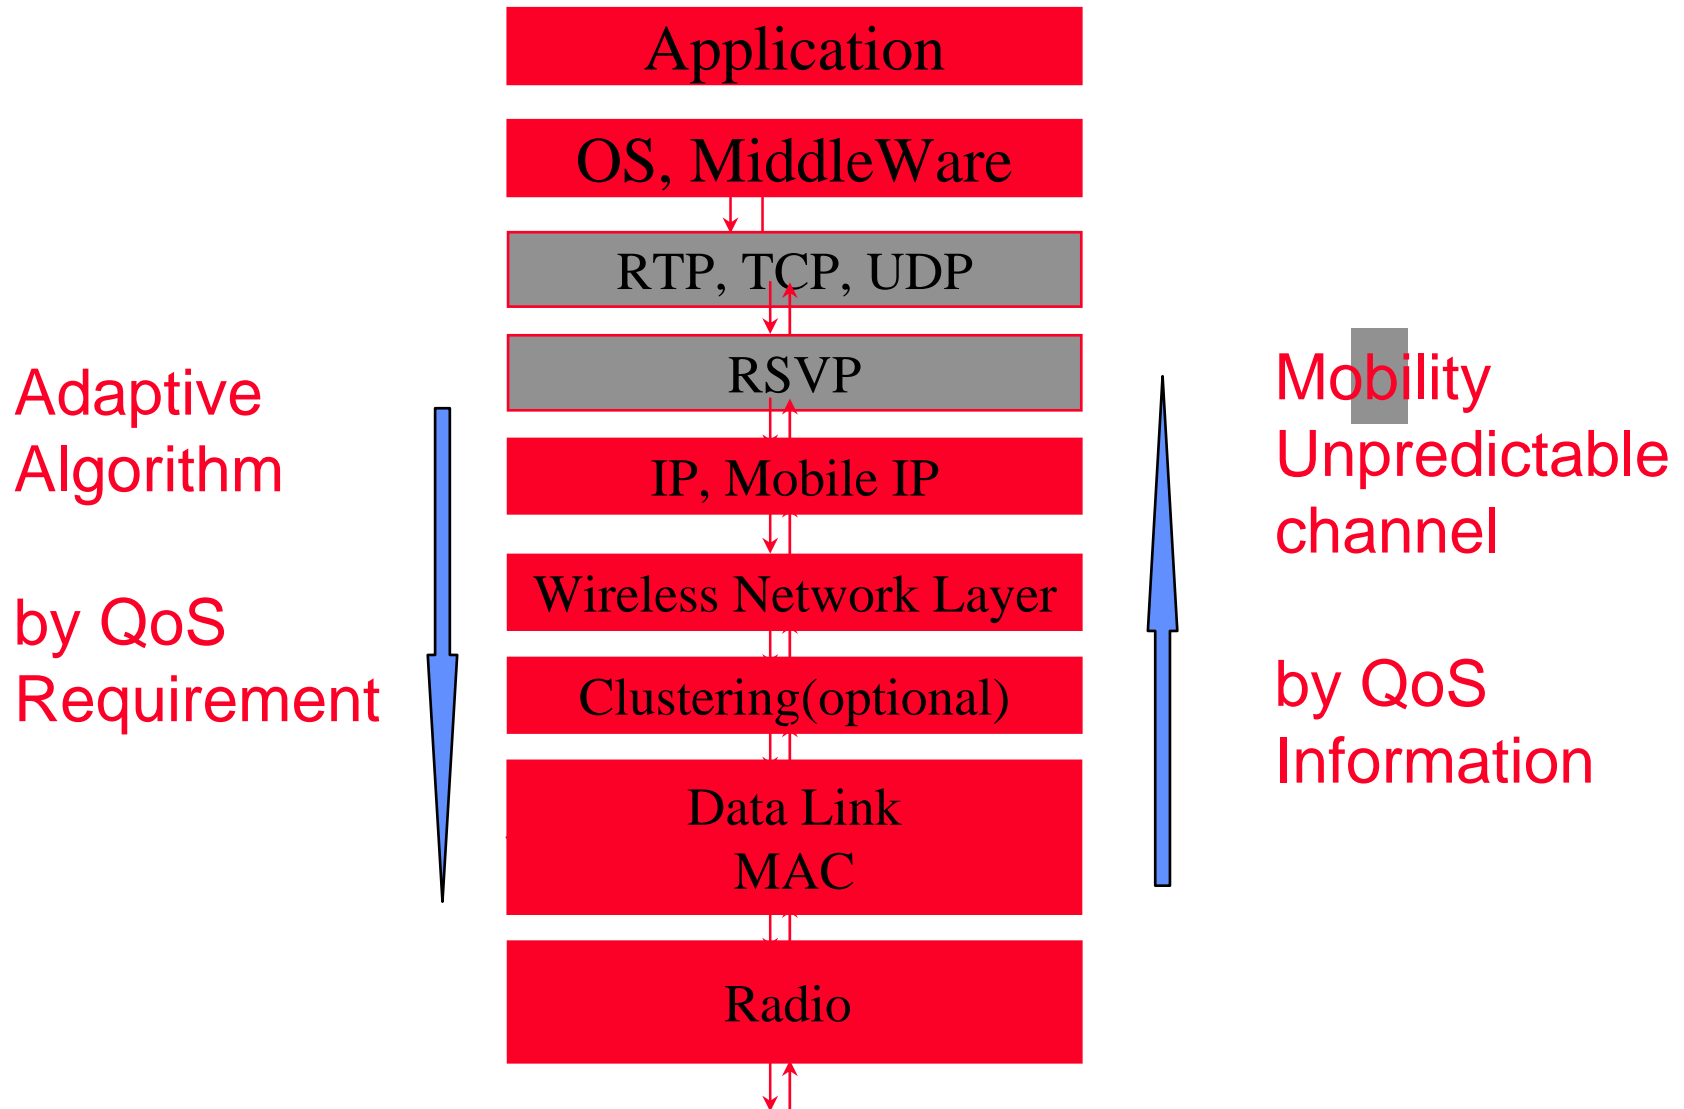 Application
OS, MiddleWare
RTP, TCP, UDP
RSVP
IP, Mobile IP
Wireless Network Layer
Clustering(optional)
Data Link
MAC
Radio
Adaptive
Algorithm
by QoS
Requirement
Mobility
Unpredictable
channel
by QoS
Information